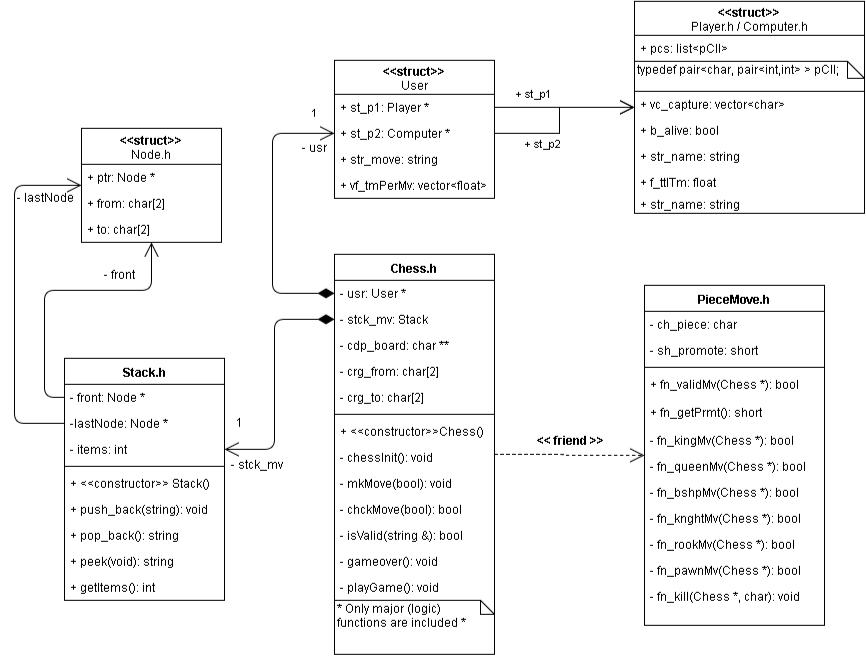 <<struct>>
Player.h / Computer.h
+ pcs: list<pCII>
typedef pair<char, pair<int,int> > pCII;
+ vc_capture: vector<char>
+ b_alive: bool
+ str_name: string
+ f_ttlTm: float
+ str_name: string
<<struct>>
User
+ st_p1: Player *
+ st_p2: Computer *
+ str_move: string
+ vf_tmPerMv: vector<float>
+ st_p1
+ st_p2
1
- usr
<<struct>>
Node.h
+ ptr: Node *
+ from: char[2]
+ to: char[2]
- lastNode
- front
Chess.h
- usr: User *
- stck_mv: Stack
- cdp_board: char **
- crg_from: char[2]
- crg_to: char[2]
+ <<constructor>>Chess()
- chessInit(): void
- mkMove(bool): void
- chckMove(bool): bool
- isValid(string &): bool
- gameover(): void
- playGame(): void
* Only major (logic)
functions are included *
PieceMove.h
- ch_piece: char
- sh_promote: short
+ fn_validMv(Chess *): bool
+ fn_getPrmt(): short
- fn_kingMv(Chess *): bool
- fn_queenMv(Chess *): bool
- fn_bshpMv(Chess *): bool
- fn_knghtMv(Chess *): bool
- fn_rookMv(Chess *): bool
- fn_pawnMv(Chess *): bool
- fn_kill(Chess *, char): void
<< friend >>
Stack.h
- front: Node *
-lastNode: Node *
- items: int
+ <<constructor>> Stack()
+ push_back(string): void
+ pop_back(): string
+ peek(void): string
+ getItems(): int
1
- stck_mv